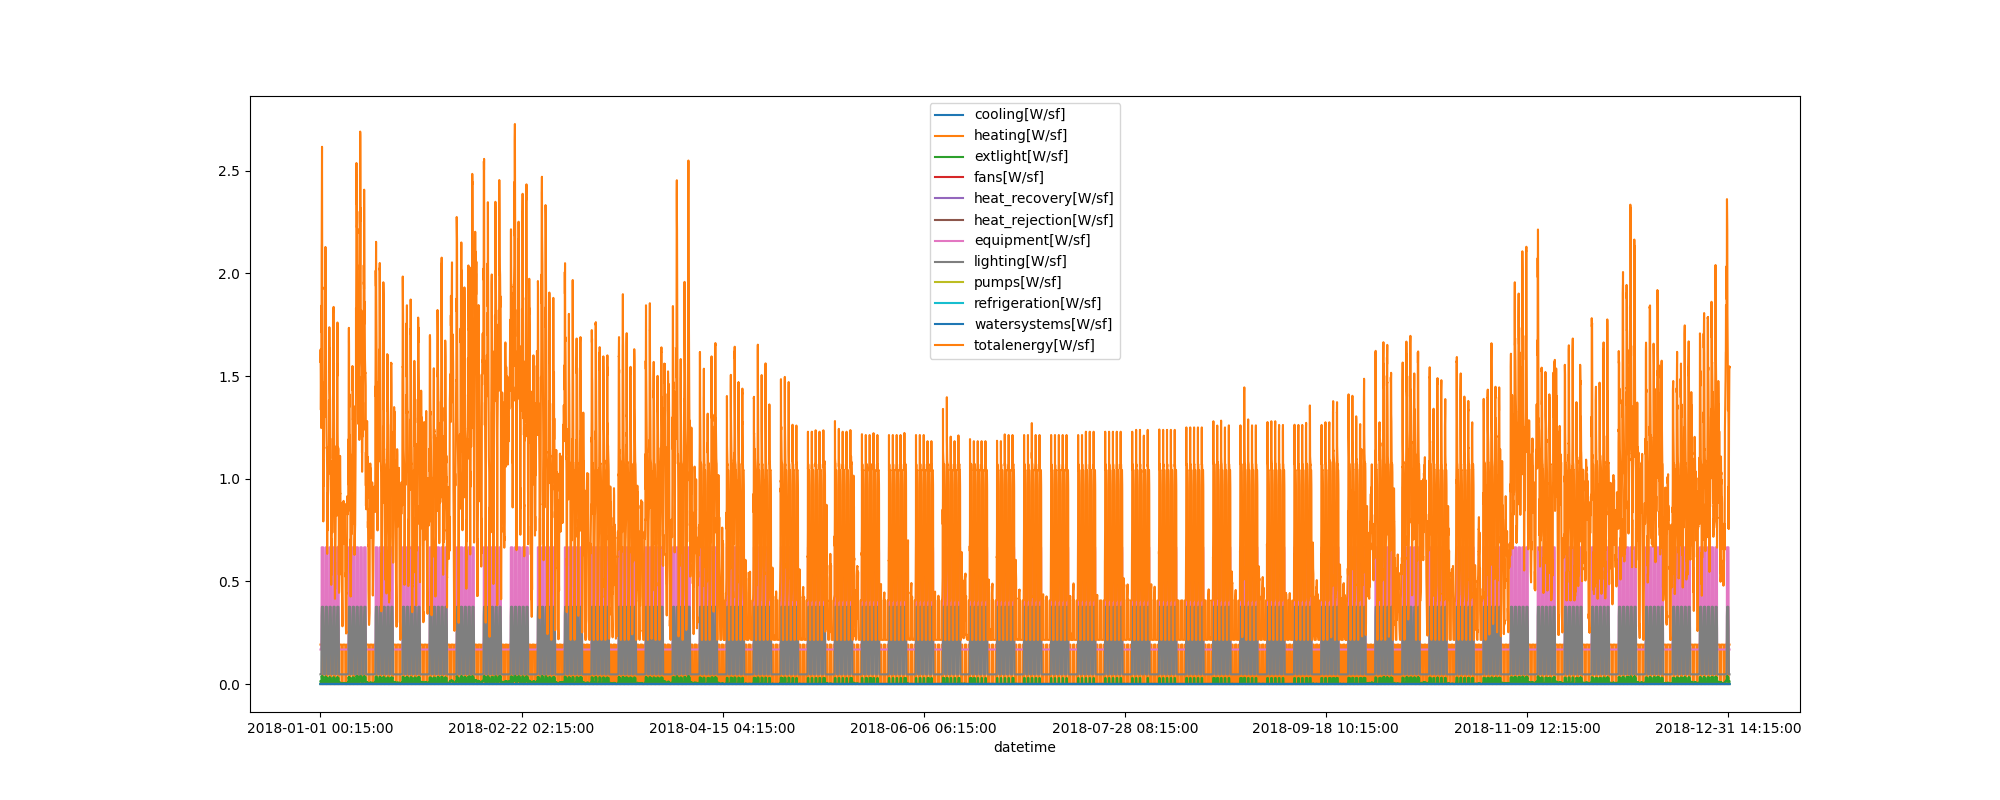 cooling[W/sf]
heating[W/sf]
extlight[W/sf]
fans[W/sf]
heat_recovery[W/sf]
heat_rejection[W/sf]
equipment[W/sf]
lighting[W/sf]
pumps[W/sf]
refrigeration[W/sf]
watersystems[W/sf]
totalenergy[W/sf]
2.5
2.0
1.5
1.0
0.5
0.0
2018-01-01 00:15:00 2018-02-22 02:15:00 2018-04-15 04:15:00 2018-06-06 06:15:00 2018-07-28 08:15:00 2018-09-18 10:15:00 2018-11-09 12:15:00 2018-12-31 14:15:00
datetime